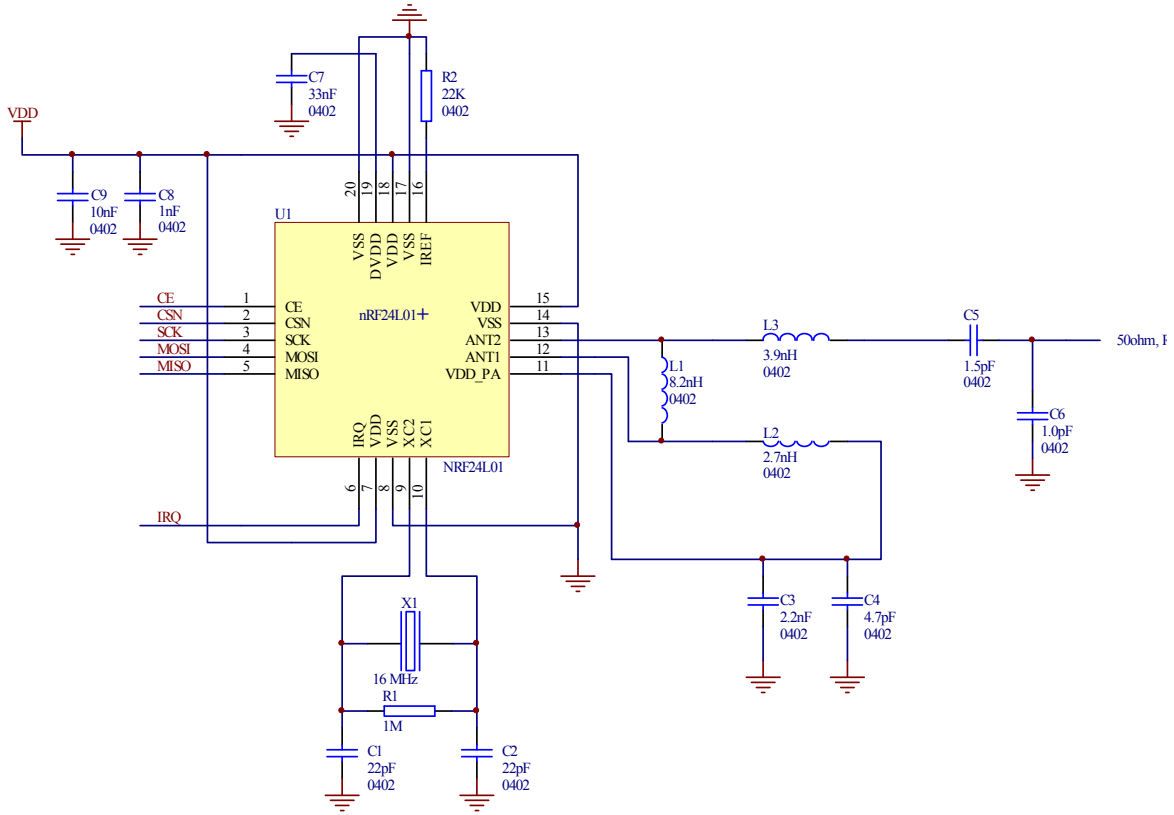 C7
33nF
0402
R2
22K
0402
VDD
C9
10nF
0402
C8
1nF
0402
U1
20
19
18
17
16
VSS
DVDD
VDD
VSS
IREF
CE
1
CE
CSN
2
CSN
SCK
3
SCK
MOSI
4
MOSI
MISO
5
MISO
nRF24L01+
VDD
15
VSS
14
ANT2
13
ANT1
12
VDD_PA
11
IRQ
VDD
VSS
XC2
XC1
NRF24L01
6
7
8
9
10
IRQ
L3
3.9nH
0402
L1
8.2nH
0402
L2
2.7nH
0402
C5
1.5pF
0402
50ohm,
C6
1.0pF
0402
C3
2.2nF
0402
C4
4.7pF
0402
X1
16 MHz
R1
1M
C1
22pF
0402
C2
22pF
0402